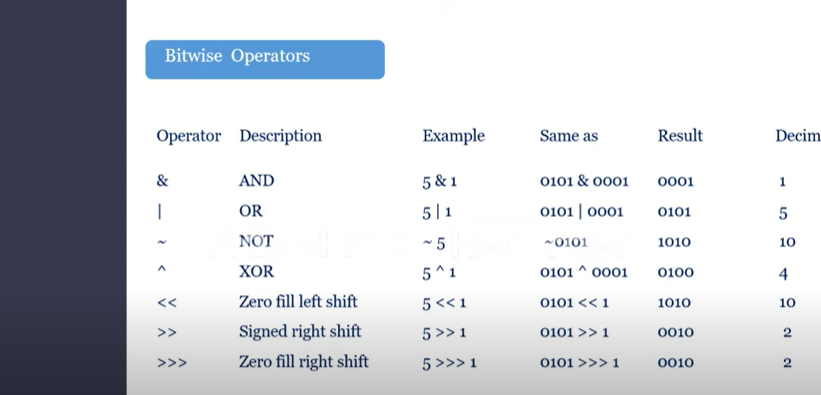 Bitwise Operators
Operator Description Example Same as Result Decim
& AND 5 & 1 0101 & 0001 0001 1
| OR 5 | 1 0101 | 0001 0101 5
~ NOT ~ 5 ~0101 1010 10
^ XOR 5 ^ 1 0101 ^ 0001 0100 4
<< Zero fill left shift 5 << 1 0101 << 1 1010 10
>> Signed right shift 5 >> 1 0101 >> 1 0010 2
>>> Zero fill right shift 5 >>> 1 0101 >>> 1 0010 2